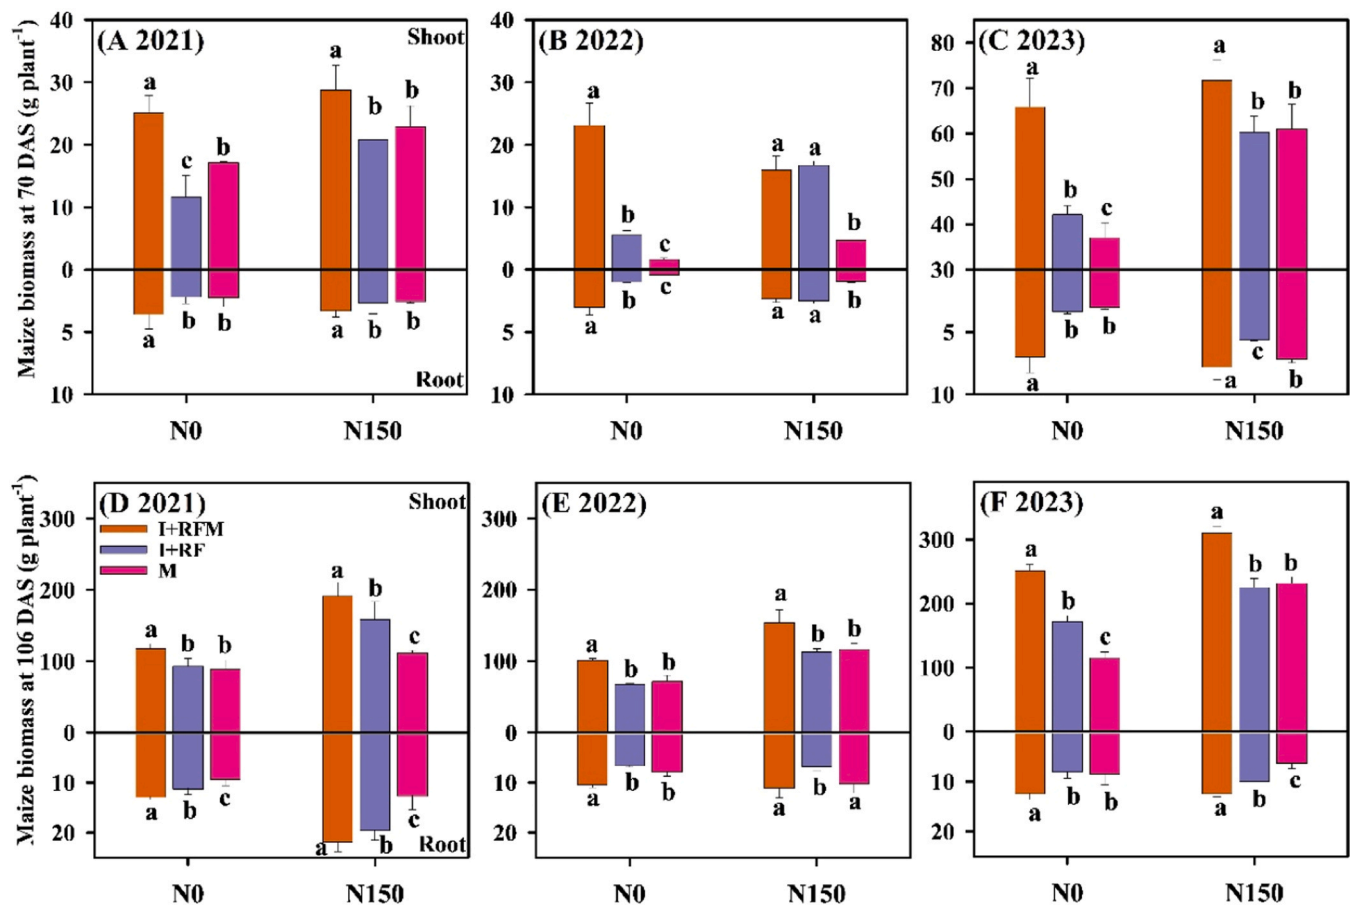 Maize biomass at 70 DAS (g plant⁻¹)
(A 2021) Shoot
40
30
20
10
0
5
10
a c b a b b
a b b a b b
Root
N0 N150
(B 2022)
40
30
20
10
0
5
10
a b c a a b
a b c a a b
N0 N150
(C 2023)
80
70
60
50
40
30
5
10
a b c a b b
a b b a c b
N0 N150
Maize biomass at 106 DAS (g plant⁻¹)
(D 2021) Shoot
I+RFM
I+RF
M
300
200
100
0
10
20
a b b a b c
a b c a b c
Root
N0 N150
(E 2022)
300
200
100
0
10
20
a b b a b b
a b b a b a
N0 N150
(F 2023)
300
200
100
0
10
20
a b c a b b
a b b a b c
N0 N150